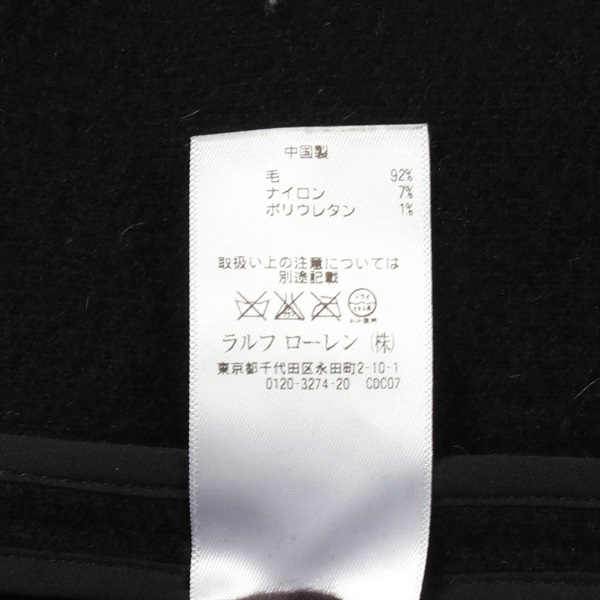 中国製
毛 92%
ナイロン 7%
ポリウレタン 1%
取扱い上の注意については
別途記載
ドライ
ラルフ ローレン(株)
東京都千代田区永田町2-10-1
0120-3274-20 CDC07